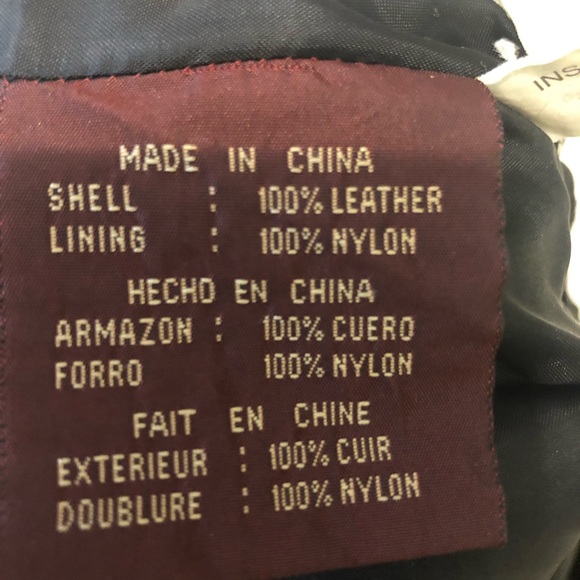 MADE IN CHINA
SHELL : 100% LEATHER
LINING : 100% NYLON
HECHO EN CHINA
ARMAZON : 100% CUERO
FORRO 100% NYLON
FAIT EN CHINE
EXTERIEUR : 100% CUIR
DOUBLURE : 100% NYLON
INS